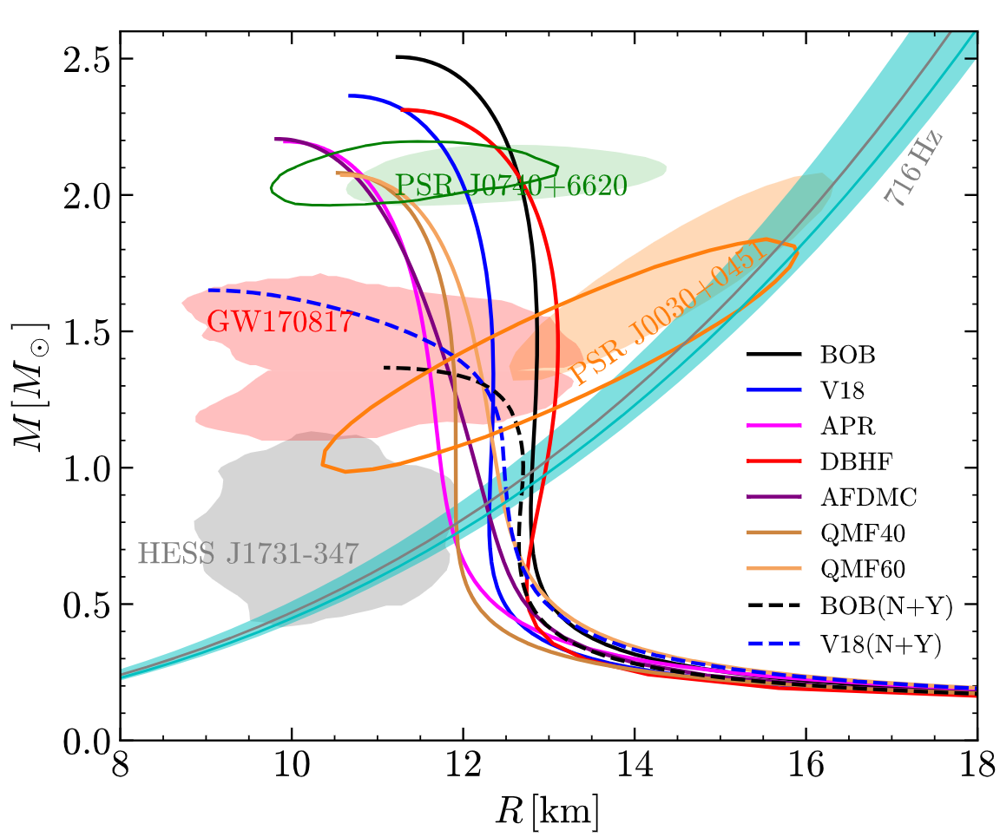 2.5
2.0
1.5
1.0
0.5
0.0
M [M⊙]
8
10
12
14
16
18
R [km]
716 Hz
PSR J0740+6620
PSR J0030+0451
GW170817
HESS J1731-347
BOB
V18
APR
DBHF
AFDMC
QMF40
QMF60
BOB(N+Y)
V18(N+Y)